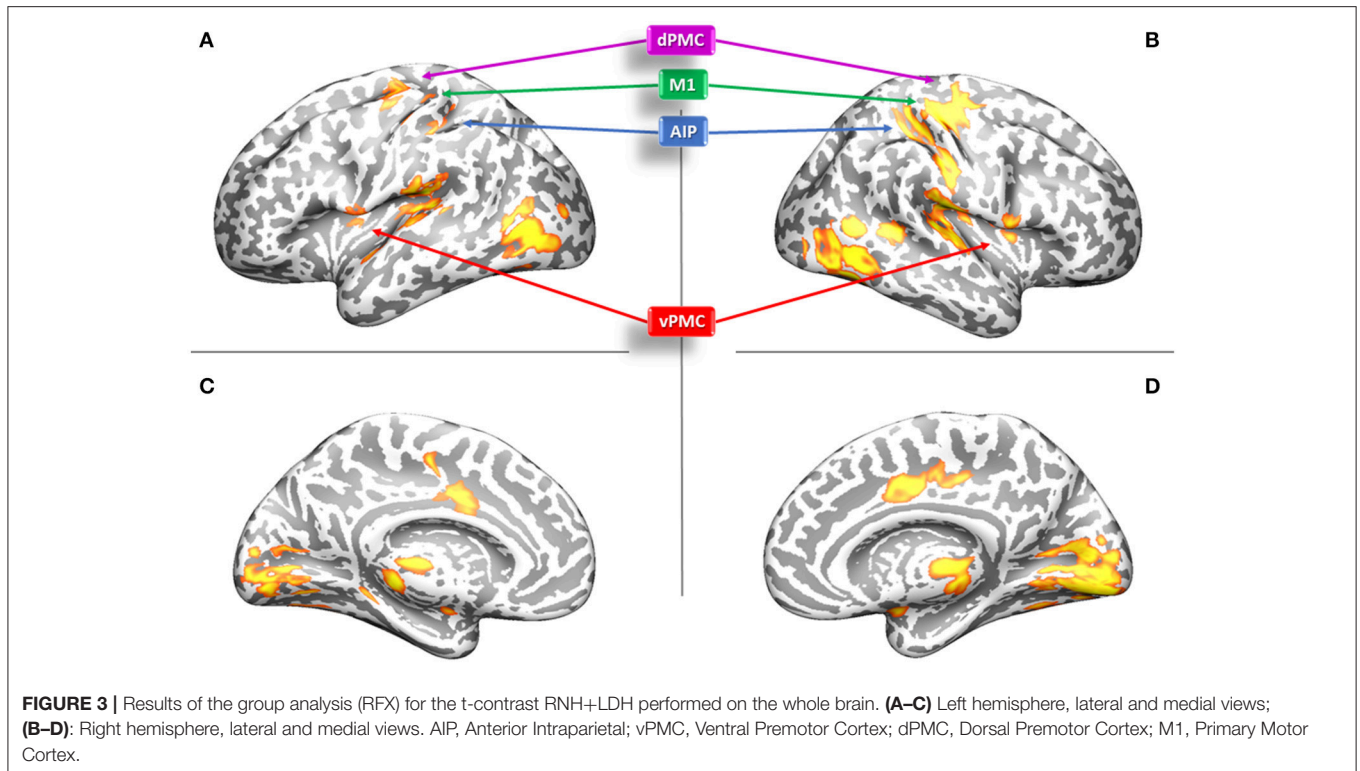 A
dPMC
B
M1
AIP
vPMC
C
D
FIGURE 3 | Results of the group analysis (RFX) for the t-contrast RNH+LDH performed on the whole brain. (A–C) Left hemisphere, lateral and medial views;
(B–D): Right hemisphere, lateral and medial views. AIP, Anterior Intraparietal; vPMC, Ventral Premotor Cortex; dPMC, Dorsal Premotor Cortex; M1, Primary Motor
Cortex.